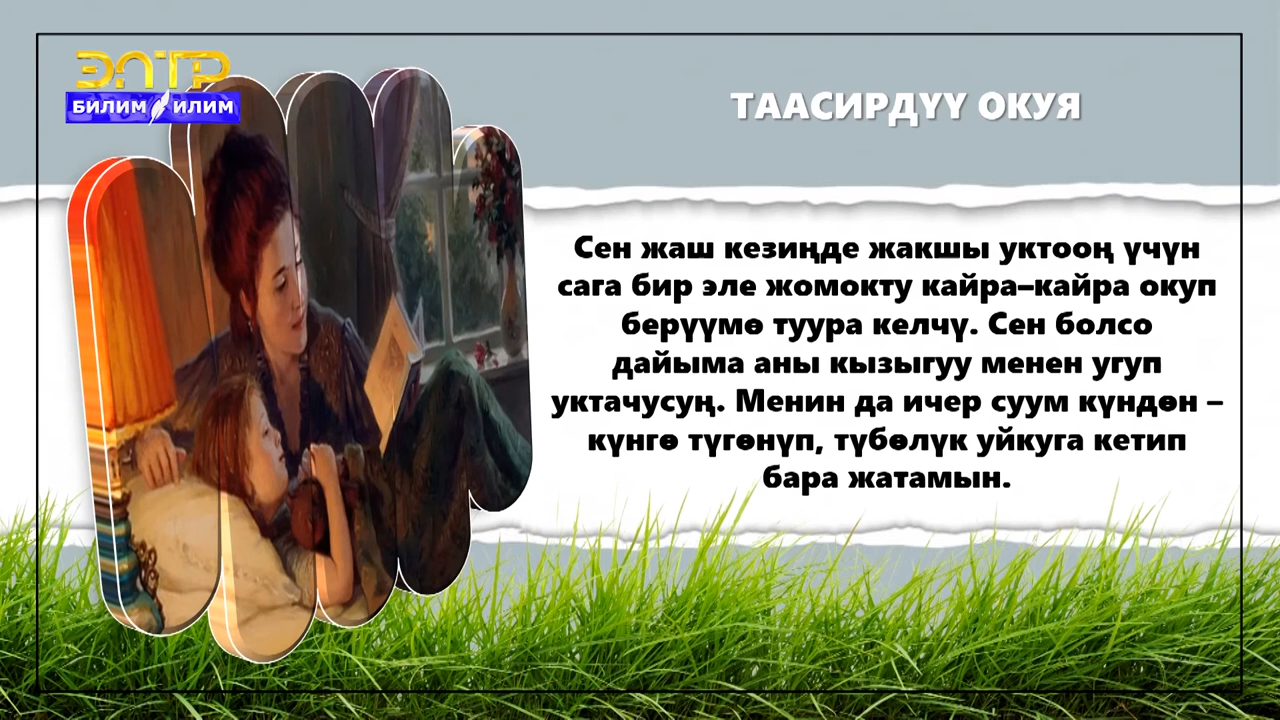 ЭЛТР
БИЛИМ ИЛИМ
ТААСИРДҮҮ ОКУЯ
Сен жаш кезиңде жакшы уктооң үчүн
сага бир эле жомокту кайра–кайра окуп
берүүмө туура келчү. Сен болсо
дайыма аны кызыгуу менен угуп
уктачусуң. Менин да ичер суум күндөн –
күнгө түгөнүп, түбөлүк уйкуга кетип
бара жатамын.